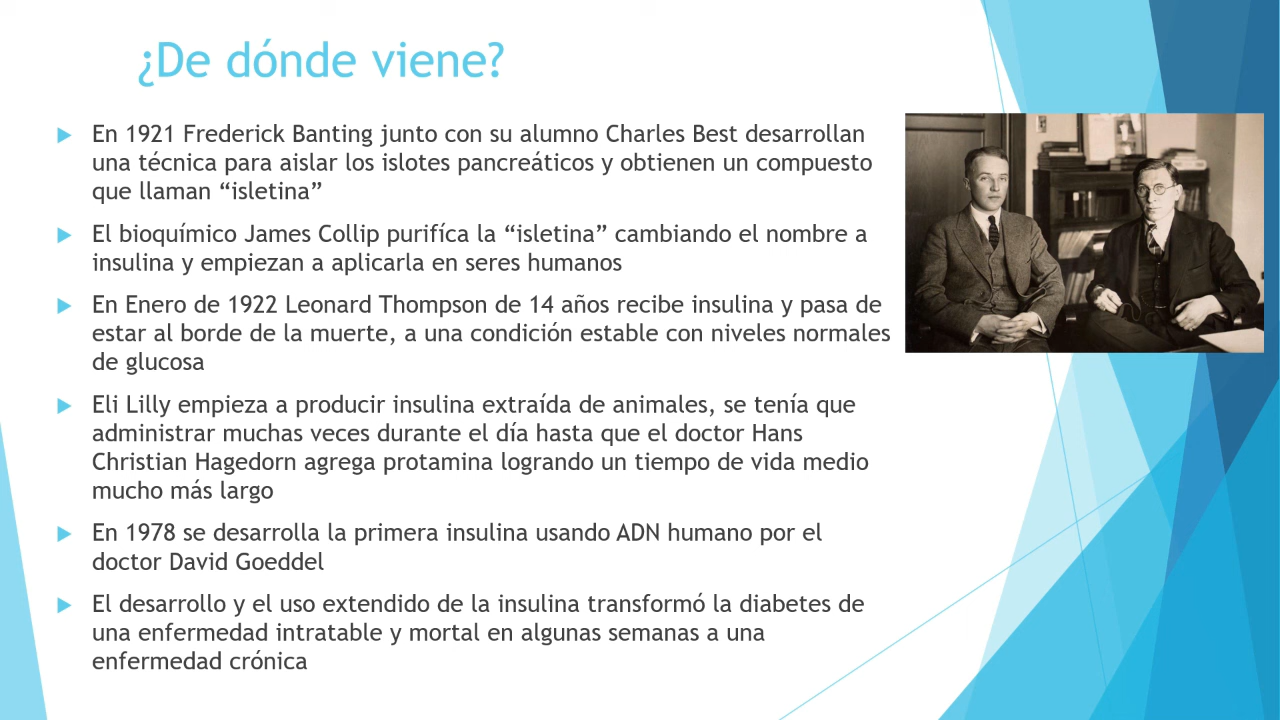 ¿De dónde viene?
En 1921 Frederick Banting junto con su alumno Charles Best desarrollan
una técnica para aislar los islotes pancreáticos y obtienen un compuesto
que llaman “isletina”
El bioquímico James Collip purifíca la “isletina” cambiando el nombre a
insulina y empiezan a aplicarla en seres humanos
En Enero de 1922 Leonard Thompson de 14 años recibe insulina y pasa de
estar al borde de la muerte, a una condición estable con niveles normales
de glucosa
Eli Lilly empieza a producir insulina extraída de animales, se tenía que
administrar muchas veces durante el día hasta que el doctor Hans
Christian Hagedorn agrega protamina logrando un tiempo de vida medio
mucho más largo
En 1978 se desarrolla la primera insulina usando ADN humano por el
doctor David Goeddel
El desarrollo y el uso extendido de la insulina transformó la diabetes de
una enfermedad intratable y mortal en algunas semanas a una
enfermedad crónica